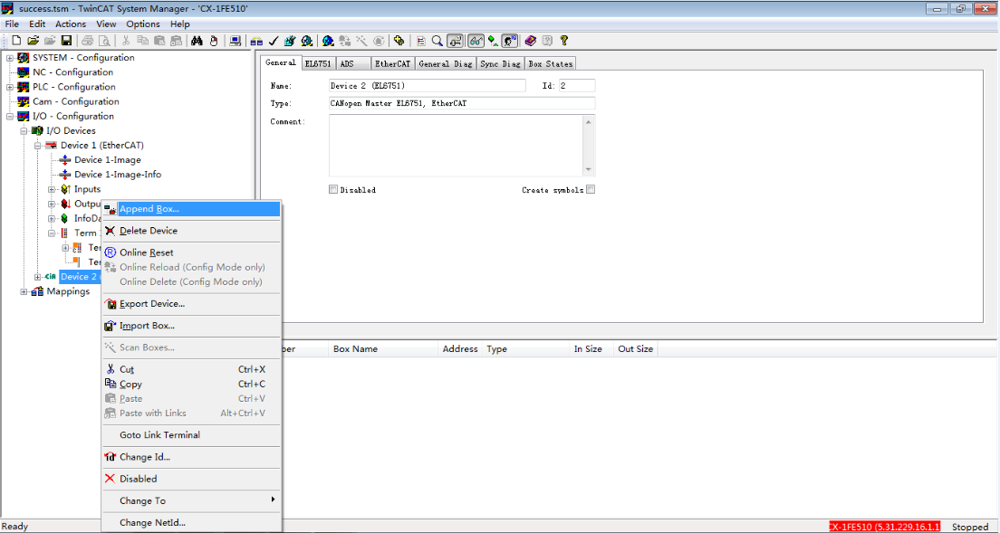 success.tsm - TwinCAT System Manager - 'CX-1FE510'
File Edit Actions View Options Help
SYSTEM - Configuration
NC - Configuration
PLC - Configuration
Cam - Configuration
I/O - Configuration
I/O Devices
Device 1 (EtherCAT)
Device 1-Image
Device 1-Image-Info
Inputs
Outpu
InfoDa
Term
Ter
Ter
Device 2
Mappings
Append Box...
Delete Device
Online Reset
Online Reload (Config Mode only)
Online Delete (Config Mode only)
Export Device...
Import Box...
Scan Boxes...
Cut Ctrl+X
Copy Ctrl+C
Paste Ctrl+V
Paste with Links Alt+Ctrl+V
Goto Link Terminal
Change Id...
Disabled
Change To
Change NetId...
General EL6751 ADS EtherCAT General Diag Sync Diag Box States
Name: Device 2 (EL6751) Id: 2
Type: CANopen Master EL6751, EtherCAT
Comment:
Disabled Create symbols
ber Box Name Address Type In Size Out Size
Ready CX-1FE510 (5.31.229.16.1.1 Stopped